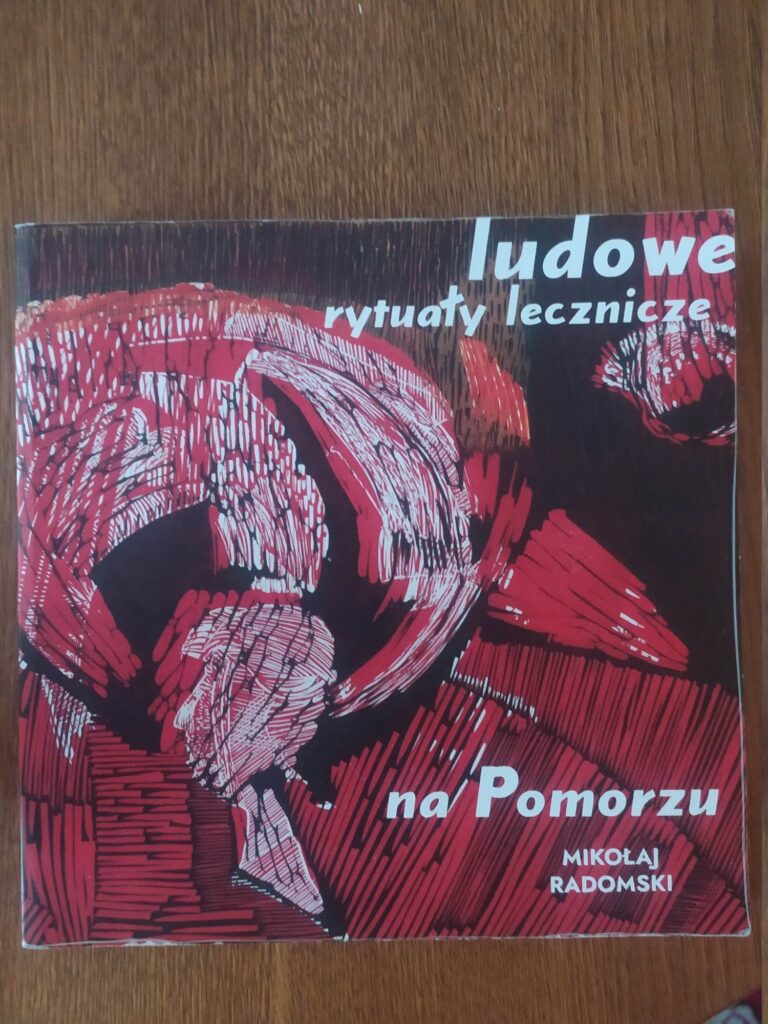 ludowe
rytuały lecznicze
na Pomorzu
MIKOŁAJ
RADOMSKI